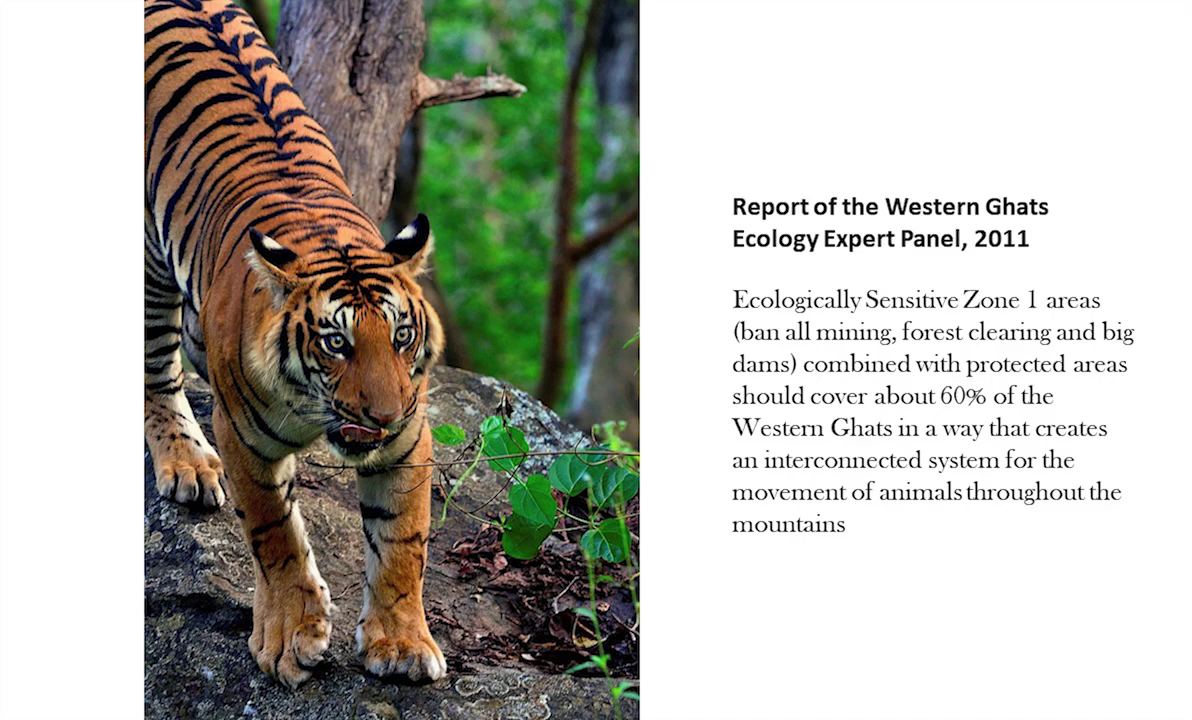 Report of the Western Ghats
Ecology Expert Panel, 2011
Ecologically Sensitive Zone 1 areas
(ban all mining, forest clearing and big
dams) combined with protected areas
should cover about 60% of the
Western Ghats in a way that creates
an interconnected system for the
movement of animals throughout the
mountains